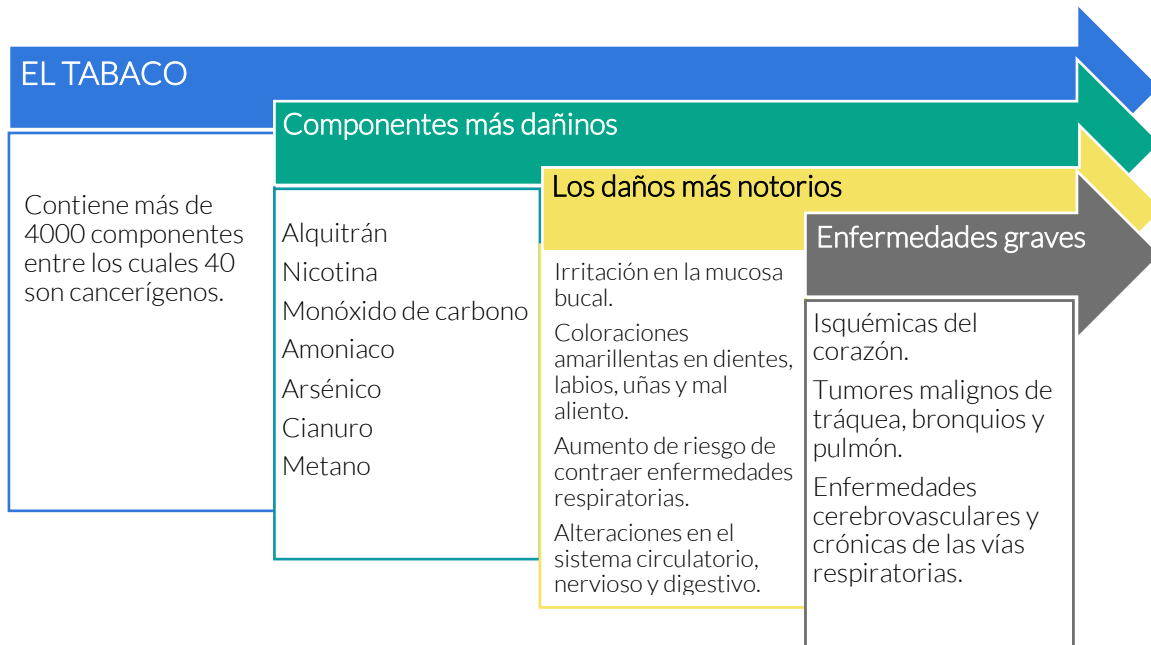 EL TABACO
Contiene más de
4000 componentes
entre los cuales 40
son cancerígenos.
Componentes más dañinos
Alquitrán
Nicotina
Monóxido de carbono
Amoniaco
Arsénico
Cianuro
Metano
Los daños más notorios
Irritación en la mucosa
bucal.
Coloraciones
amarillentas en dientes,
labios, uñas y mal
aliento.
Aumento de riesgo de
contraer enfermedades
respiratorias.
Alteraciones en el
sistema circulatorio,
nervioso y digestivo.
Enfermedades graves
Isquémicas del
corazón.
Tumores malignos de
tráquea, bronquios y
pulmón.
Enfermedades
cerebrovasculares y
crónicas de las vías
respiratorias.